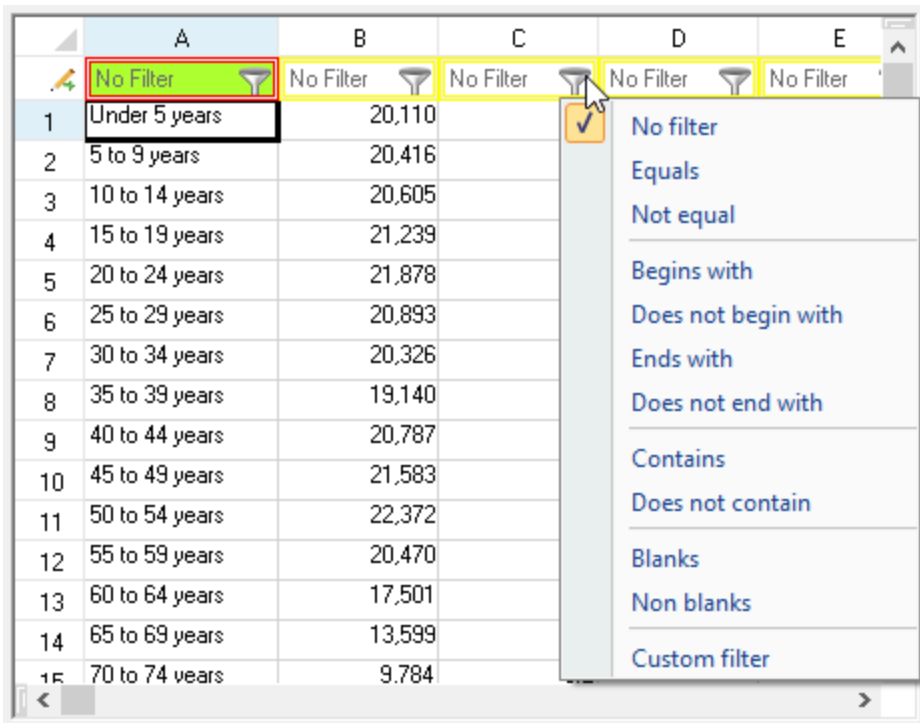 A B C D E
No Filter No Filter No Filter No Filter No Filter
1 Under 5 years 20,110
No filter
2 5 to 9 years 20,416
Equals
3 10 to 14 years 20,605
Not equal
4 15 to 19 years 21,239
5 20 to 24 years 21,878
Begins with
6 25 to 29 years 20,893
Does not begin with
7 30 to 34 years 20,326
Ends with
8 35 to 39 years 19,140
Does not end with
9 40 to 44 years 20,787
Contains
10 45 to 49 years 21,583
Does not contain
11 50 to 54 years 22,372
12 55 to 59 years 20,470
Blanks
13 60 to 64 years 17,501
Non blanks
14 65 to 69 years 13,599
Custom filter
15 70 to 74 years 9,784